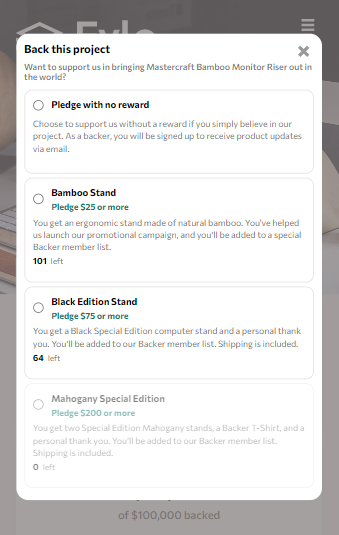 Back this project
Want to support us in bringing Mastercraft Bamboo Monitor Riser out in
the world?
Pledge with no reward
Choose to support us without a reward if you simply believe in our
project. As a backer, you will be signed up to receive product updates
via email.
Bamboo Stand
Pledge $25 or more
You get an ergonomic stand made of natural bamboo. You've helped
us launch our promotional campaign, and you'll be added to a special
Backer member list.
101 left
Black Edition Stand
Pledge $75 or more
You get a Black Special Edition computer stand and a personal thank
you. You'll be added to our Backer member list. Shipping is included.
64 left
Mahogany Special Edition
Pledge $200 or more
You get two Special Edition Mahogany stands, a Backer T-Shirt, and a
personal thank you. You'll be added to our Backer member list.
Shipping is included.
0 left
of $100,000 backed